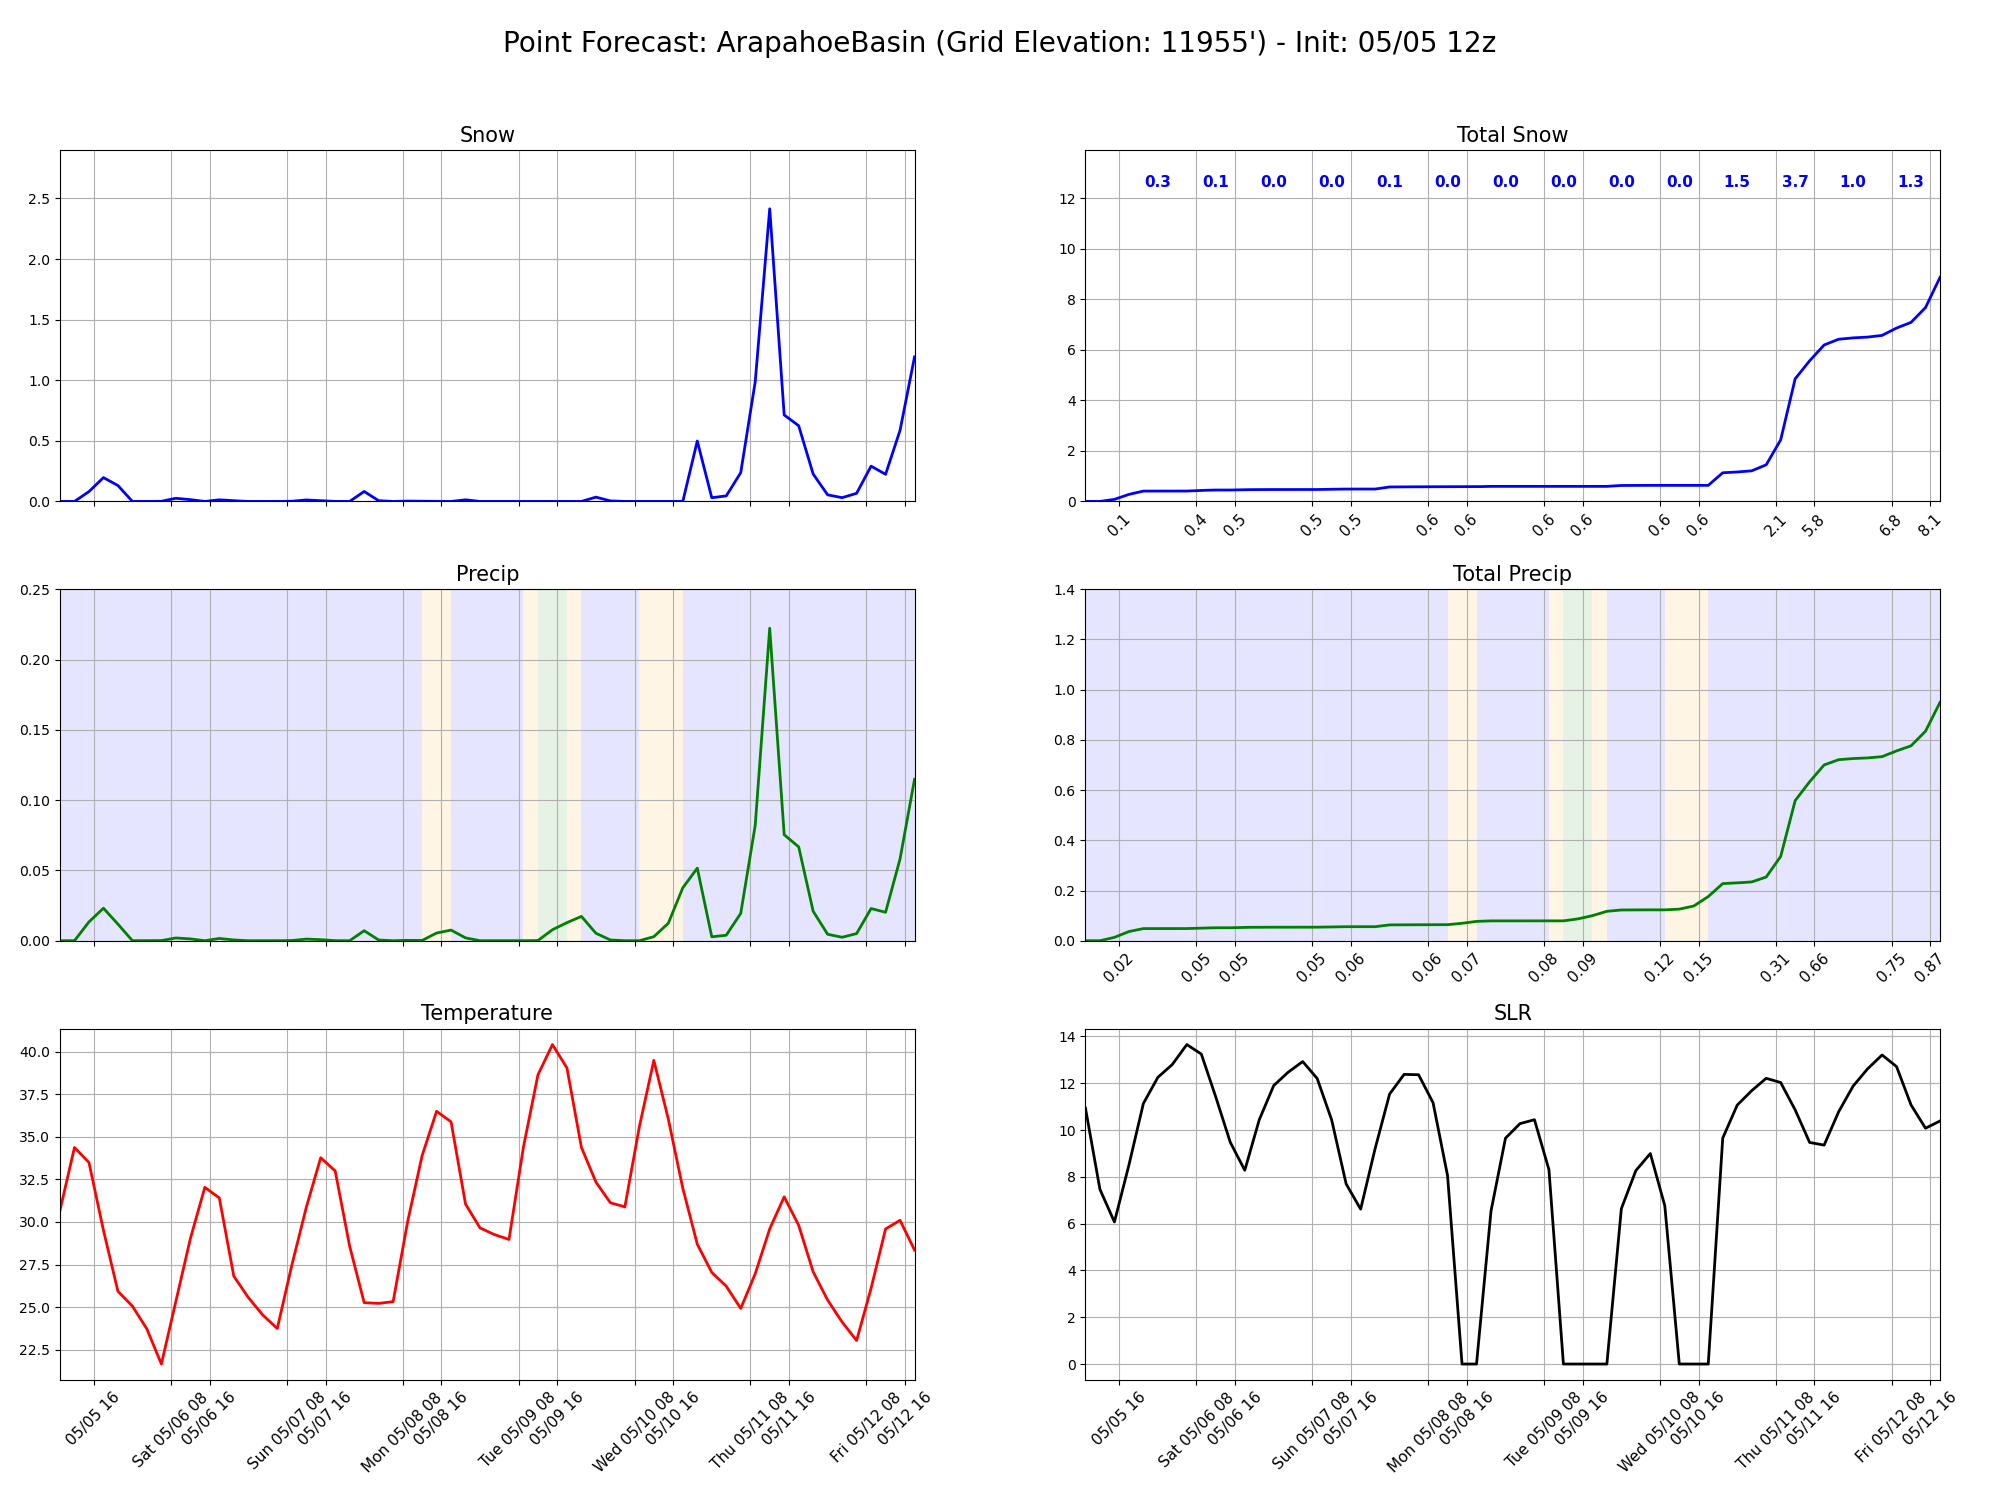 Point Forecast: ArapahoeBasin (Grid Elevation: 11955') - Init: 05/05 12z
Snow
2.5
2.0
1.5
1.0
0.5
0.0
Total Snow
0.3 0.1 0.0 0.0 0.1 0.0 0.0 0.0 0.0 0.0 1.5 3.7 1.0 1.3
12
10
8
6
4
2
0
0.1 0.4 0.5 0.5 0.5 0.6 0.6 0.6 0.6 0.6 0.6 2.1 5.8 6.8 8.1
Precip
0.25
0.20
0.15
0.10
0.05
0.00
Total Precip
1.4
1.2
1.0
0.8
0.6
0.4
0.2
0.0
0.02 0.05 0.05 0.05 0.06 0.06 0.07 0.08 0.09 0.12 0.15 0.31 0.66 0.75 0.87
Temperature
40.0
37.5
35.0
32.5
30.0
27.5
25.0
22.5
05/05 16
Sat 05/06 08
05/06 16
Sun 05/07 08
05/07 16
Mon 05/08 08
05/08 16
Tue 05/09 08
05/09 16
Wed 05/10 08
05/10 16
Thu 05/11 08
05/11 16
Fri 05/12 08
05/12 16
SLR
14
12
10
8
6
4
2
0
05/05 16
Sat 05/06 08
05/06 16
Sun 05/07 08
05/07 16
Mon 05/08 08
05/08 16
Tue 05/09 08
05/09 16
Wed 05/10 08
05/10 16
Thu 05/11 08
05/11 16
Fri 05/12 08
05/12 16